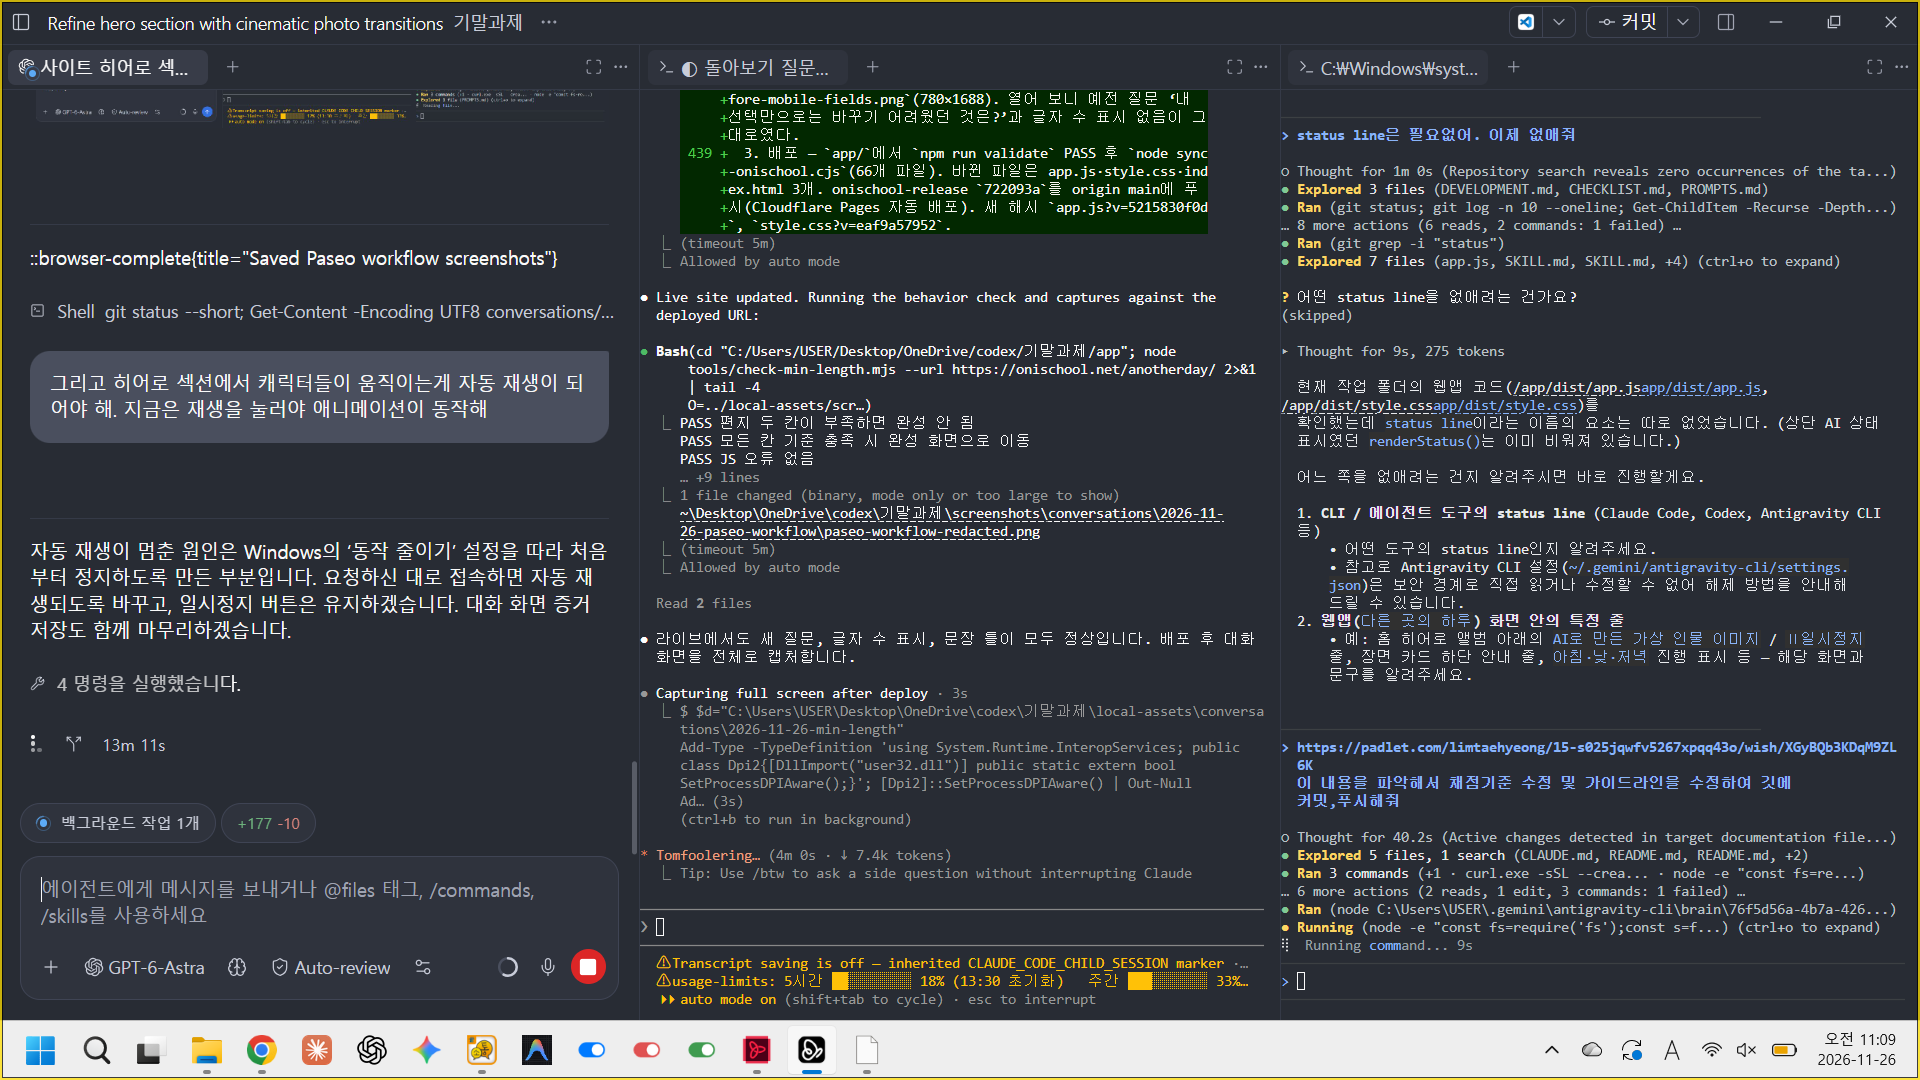 Refine hero section with cinematic photo transitions 기말과제 ···
커밋
사이트 히어로 섹...
::browser-complete{title="Saved Paseo workflow screenshots"}
Shell git status --short; Get-Content -Encoding UTF8 conversations/...
그리고 히어로 섹션에서 캐릭터들이 움직이는게 자동 재생이 되
어야 해. 지금은 재생을 눌러야 애니메이션이 동작해
자동 재생이 멈춘 원인은 Windows의 ‘동작 줄이기’ 설정을 따라 처음
부터 정지하도록 만든 부분입니다. 요청하신 대로 접속하면 자동 재
생되도록 바꾸고, 일시정지 버튼은 유지하겠습니다. 대화 화면 증거
저장도 함께 마무리하겠습니다.
4 명령을 실행했습니다.
13m 11s
백그라운드 작업 1개
+177 -10
에이전트에게 메시지를 보내거나 @files 태그, /commands,
/skills를 사용하세요
GPT-6-Astra
Auto-review
>_ ◐ 돌아보기 질문...
+fore-mobile-fields.png`(780×1688). 열어 보니 예전 질문 ‘내
+선택만으로는 바꾸기 어려웠던 것은?’과 글자 수 표시 없음이 그
+대로였다.
439 +  3. 배포 — `app/`에서 `npm run validate` PASS 후 `node sync
+-onischool.cjs`(66개 파일). 바뀐 파일은 app.js·style.css·ind
+ex.html 3개. onischool-release `722093a`를 origin main에 푸
+시(Cloudflare Pages 자동 배포). 새 해시 `app.js?v=5215830f0d
+`, `style.css?v=eaf9a57952`.
(timeout 5m)
Allowed by auto mode
● Live site updated. Running the behavior check and captures against the
deployed URL:
● Bash(cd "C:/Users/USER/Desktop/OneDrive/codex/기말과제/app"; node
tools/check-min-length.mjs --url https://onischool.net/anotherday/ 2>&1
| tail -4
O=../local-assets/scr…)
PASS 편지 두 칸이 부족하면 완성 안 됨
PASS 모든 칸 기준 충족 시 완성 화면으로 이동
PASS JS 오류 없음
… +9 lines
1 file changed (binary, mode only or too large to show)
~\Desktop\OneDrive\codex\기말과제\screenshots\conversations\2026-11-
26-paseo-workflow\paseo-workflow-redacted.png
(timeout 5m)
Allowed by auto mode
Read 2 files
● 라이브에서도 새 질문, 글자 수 표시, 문장 틀이 모두 정상입니다. 배포 후 대화
화면을 전체로 캡처합니다.
● Capturing full screen after deploy · 3s
$ $d="C:\Users\USER\Desktop\OneDrive\codex\기말과제\local-assets\conversa
tions\2026-11-26-min-length"
Add-Type -TypeDefinition 'using System.Runtime.InteropServices; public
class Dpi2{[DllImport("user32.dll")] public static extern bool
SetProcessDPIAware();}'; [Dpi2]::SetProcessDPIAware() | Out-Null
Ad… (3s)
(ctrl+b to run in background)
* Tomfoolering… (4m 0s · ↓ 7.4k tokens)
Tip: Use /btw to ask a side question without interrupting Claude
⚠Transcript saving is off — inherited CLAUDE_CODE_CHILD_SESSION marker ·…
⚠usage-limits: 5시간 18% (13:30 초기화) 주간 33%…
auto mode on (shift+tab to cycle) · esc to interrupt
>_ C:₩Windows₩syst...
> status line은 필요없어. 이제 없애줘
○ Thought for 1m 0s (Repository search reveals zero occurrences of the ta...)
● Explored 3 files (DEVELOPMENT.md, CHECKLIST.md, PROMPTS.md)
● Ran (git status; git log -n 10 --oneline; Get-ChildItem -Recurse -Depth...)
… 8 more actions (6 reads, 2 commands: 1 failed) …
● Ran (git grep -i "status")
● Explored 7 files (app.js, SKILL.md, SKILL.md, +4) (ctrl+o to expand)
? 어떤 status line을 없애려는 건가요?
(skipped)
▸ Thought for 9s, 275 tokens
현재 작업 폴더의 웹앱 코드(/app/dist/app.jsapp/dist/app.js,
/app/dist/style.cssapp/dist/style.css)를
확인했는데 status line이라는 이름의 요소는 따로 없었습니다. (상단 AI 상태
표시였던 renderStatus()는 이미 비워져 있습니다.)
어느 쪽을 없애려는 건지 알려주시면 바로 진행할게요.
1. CLI / 에이전트 도구의 status line (Claude Code, Codex, Antigravity CLI
등)
• 어떤 도구의 status line인지 알려주세요.
• 참고로 Antigravity CLI 설정(~/.gemini/antigravity-cli/settings.
json)은 보안 경계로 직접 읽거나 수정할 수 없어 해제 방법을 안내해
드릴 수 있습니다.
2. 웹앱(다른 곳의 하루) 화면 안의 특정 줄
• 예: 홈 히어로 앨범 아래의 AI로 만든 가상 인물 이미지 / Ⅱ일시정지
줄, 장면 카드 하단 안내 줄, 아침·낮·저녁 진행 표시 등 — 해당 화면과
문구를 알려주세요.
> https://padlet.com/limtaehyeong/15-s025jqwfv5267xpqq43o/wish/XGyBQb3KDqM9ZL
6K
이 내용을 파악해서 채점기준 수정 및 가이드라인을 수정하여 깃에
커밋,푸시해줘
○ Thought for 40.2s (Active changes detected in target documentation file...)
● Explored 5 files, 1 search (CLAUDE.md, README.md, README.md, +2)
● Ran 3 commands (+1 · curl.exe -sSL --crea... · node -e "const fs=re...)
… 6 more actions (2 reads, 1 edit, 3 commands: 1 failed) …
● Ran (node C:\Users\USER\.gemini\antigravity-cli\brain\76f5d56a-4b7a-426...)
● Running (node -e "const fs=require('fs');const s=f...) (ctrl+o to expand)
Running command... 9s
A
오전 11:09
2026-11-26